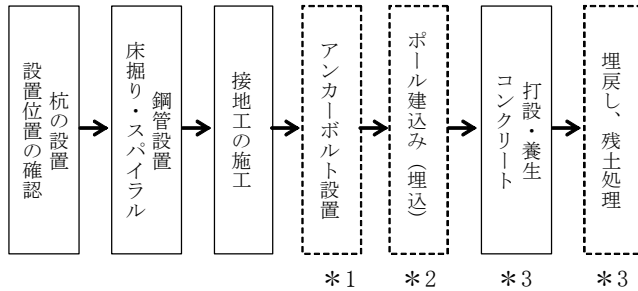 設置位置の確認
杭の設置
床掘り・スパイラル
鋼管設置
接地工の施工
アンカーボルト設置
ポール建込み（埋込）
コンクリート
打設・養生
埋戻し、残土処理
＊1
＊2
＊3
＊3